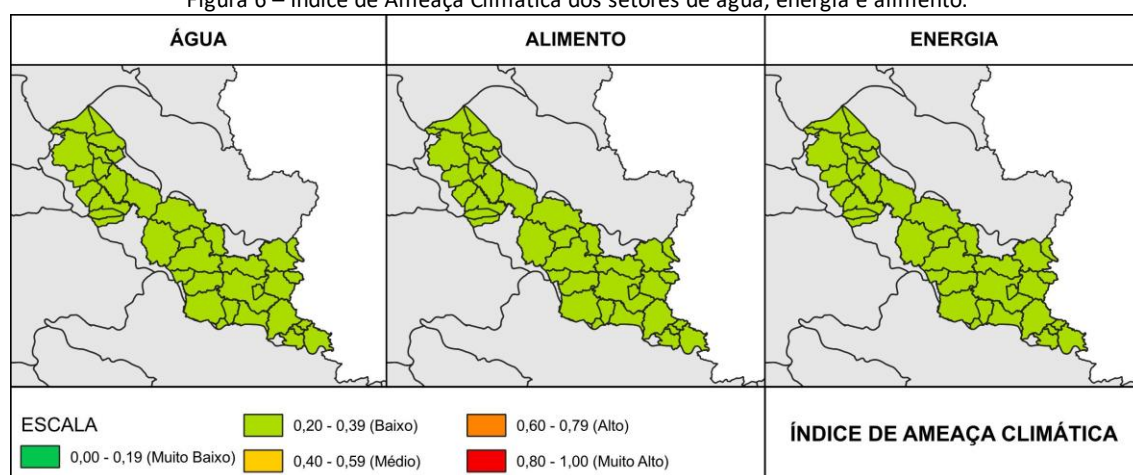 Figura 6 – Índice de Ameaça Climática dos setores de água, energia e alimento.
ÁGUA
ALIMENTO
ENERGIA
ESCALA
0,00 - 0,19 (Muito Baixo)
0,20 - 0,39 (Baixo)
0,40 - 0,59 (Médio)
0,60 - 0,79 (Alto)
0,80 - 1,00 (Muito Alto)
ÍNDICE DE AMEAÇA CLIMÁTICA